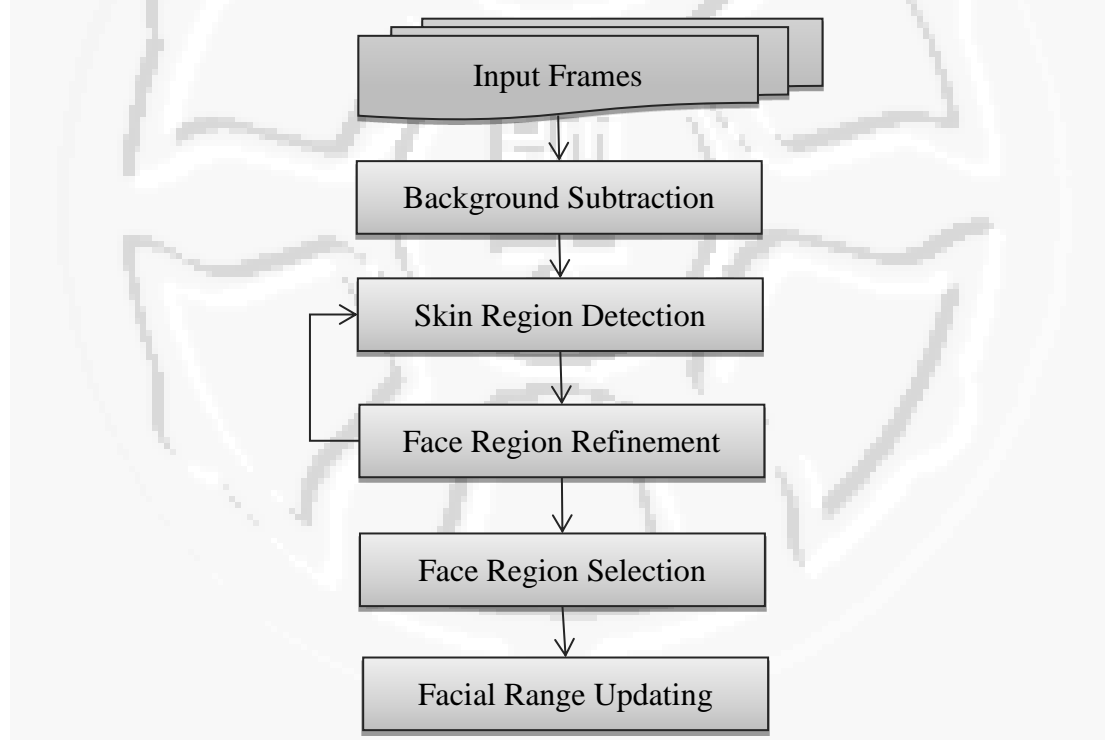 Input Frames
Background Subtraction
Skin Region Detection
Face Region Refinement
Face Region Selection
Facial Range Updating